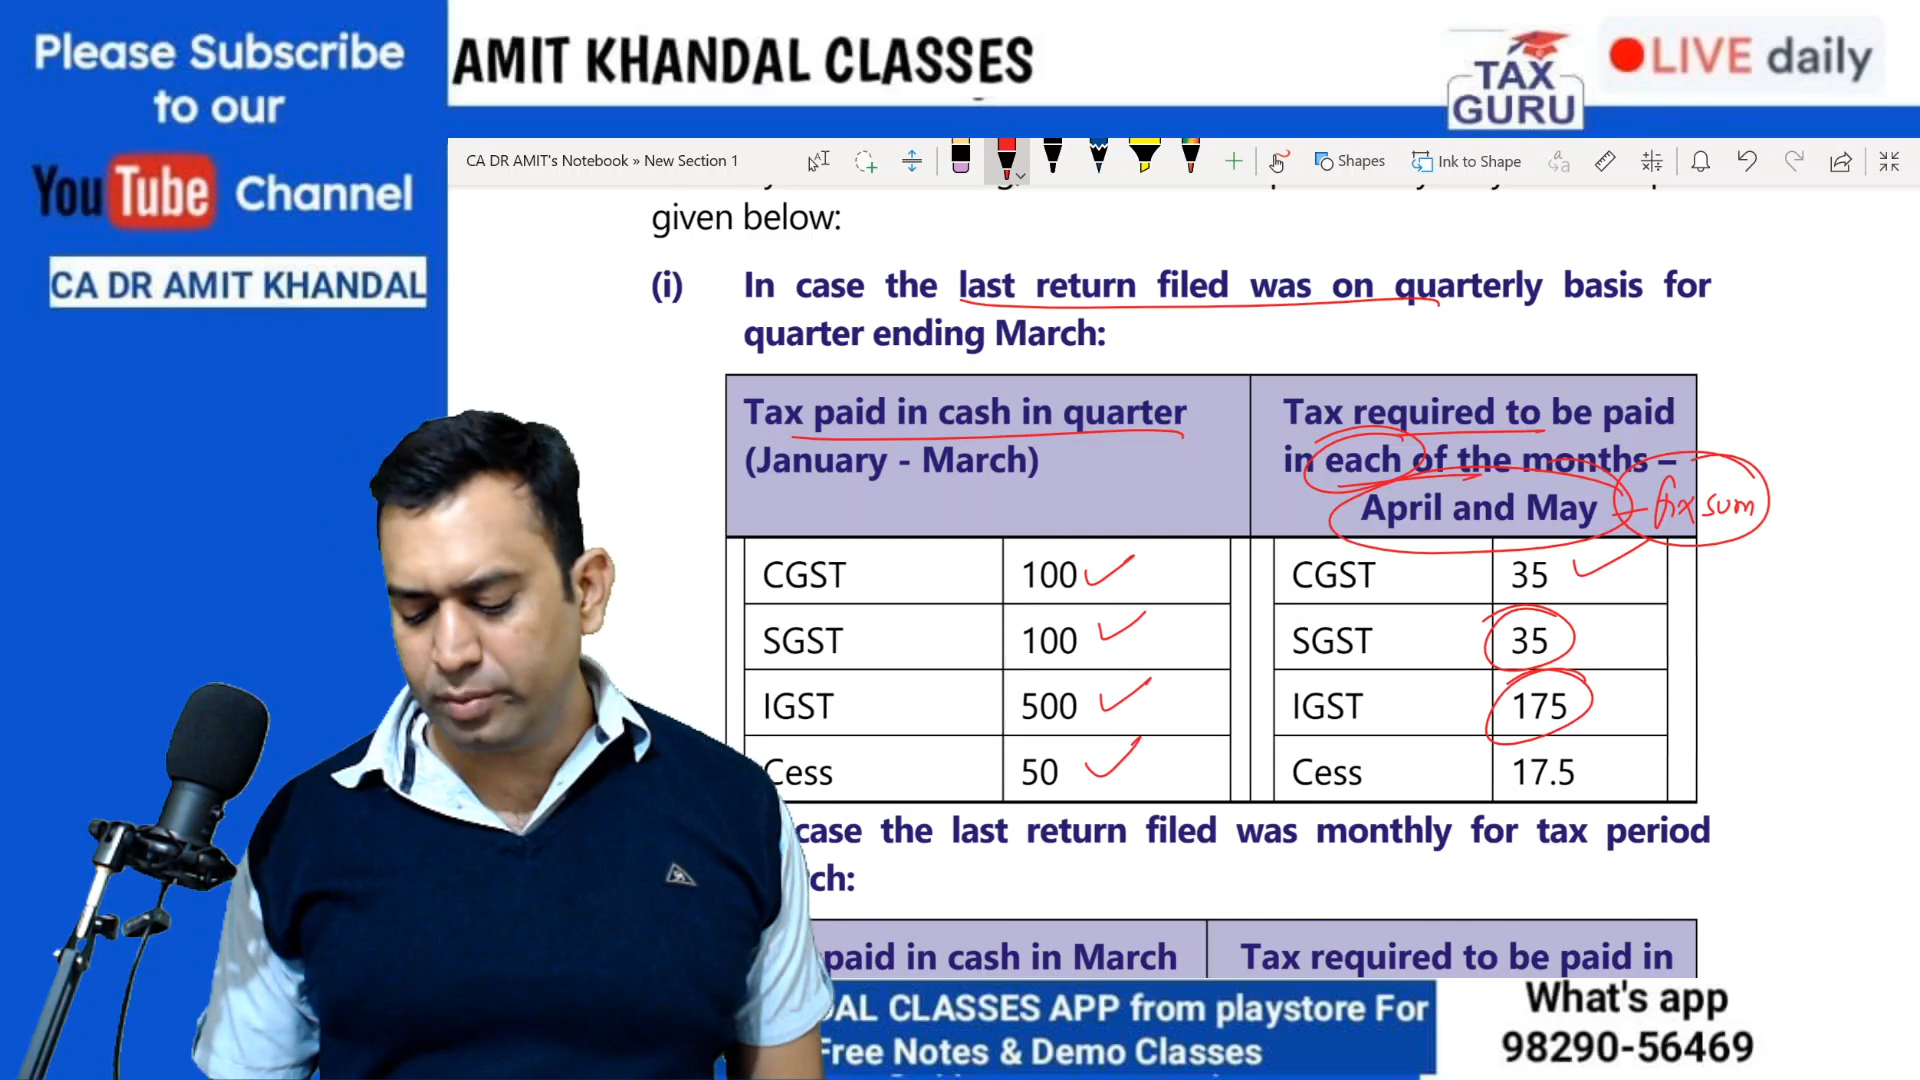 Please Subscribe
to our
YouTube Channel
CA DR AMIT KHANDAL
AMIT KHANDAL CLASSES
TAX
GURU
LIVE daily
CA DR AMIT's Notebook » New Section 1
Shapes
Ink to Shape
given below:
(i) In case the last return filed was on quarterly basis for
quarter ending March:
Tax paid in cash in quarter
(January - March)
Tax required to be paid
in each of the months –
April and May
fix sum
CGST 100 CGST 35
SGST 100 SGST 35
IGST 500 IGST 175
Cess 50 Cess 17.5
case the last return filed was monthly for tax period
ch:
paid in cash in March
Tax required to be paid in
DAL CLASSES APP from playstore For
Free Notes & Demo Classes
What's app
98290-56469